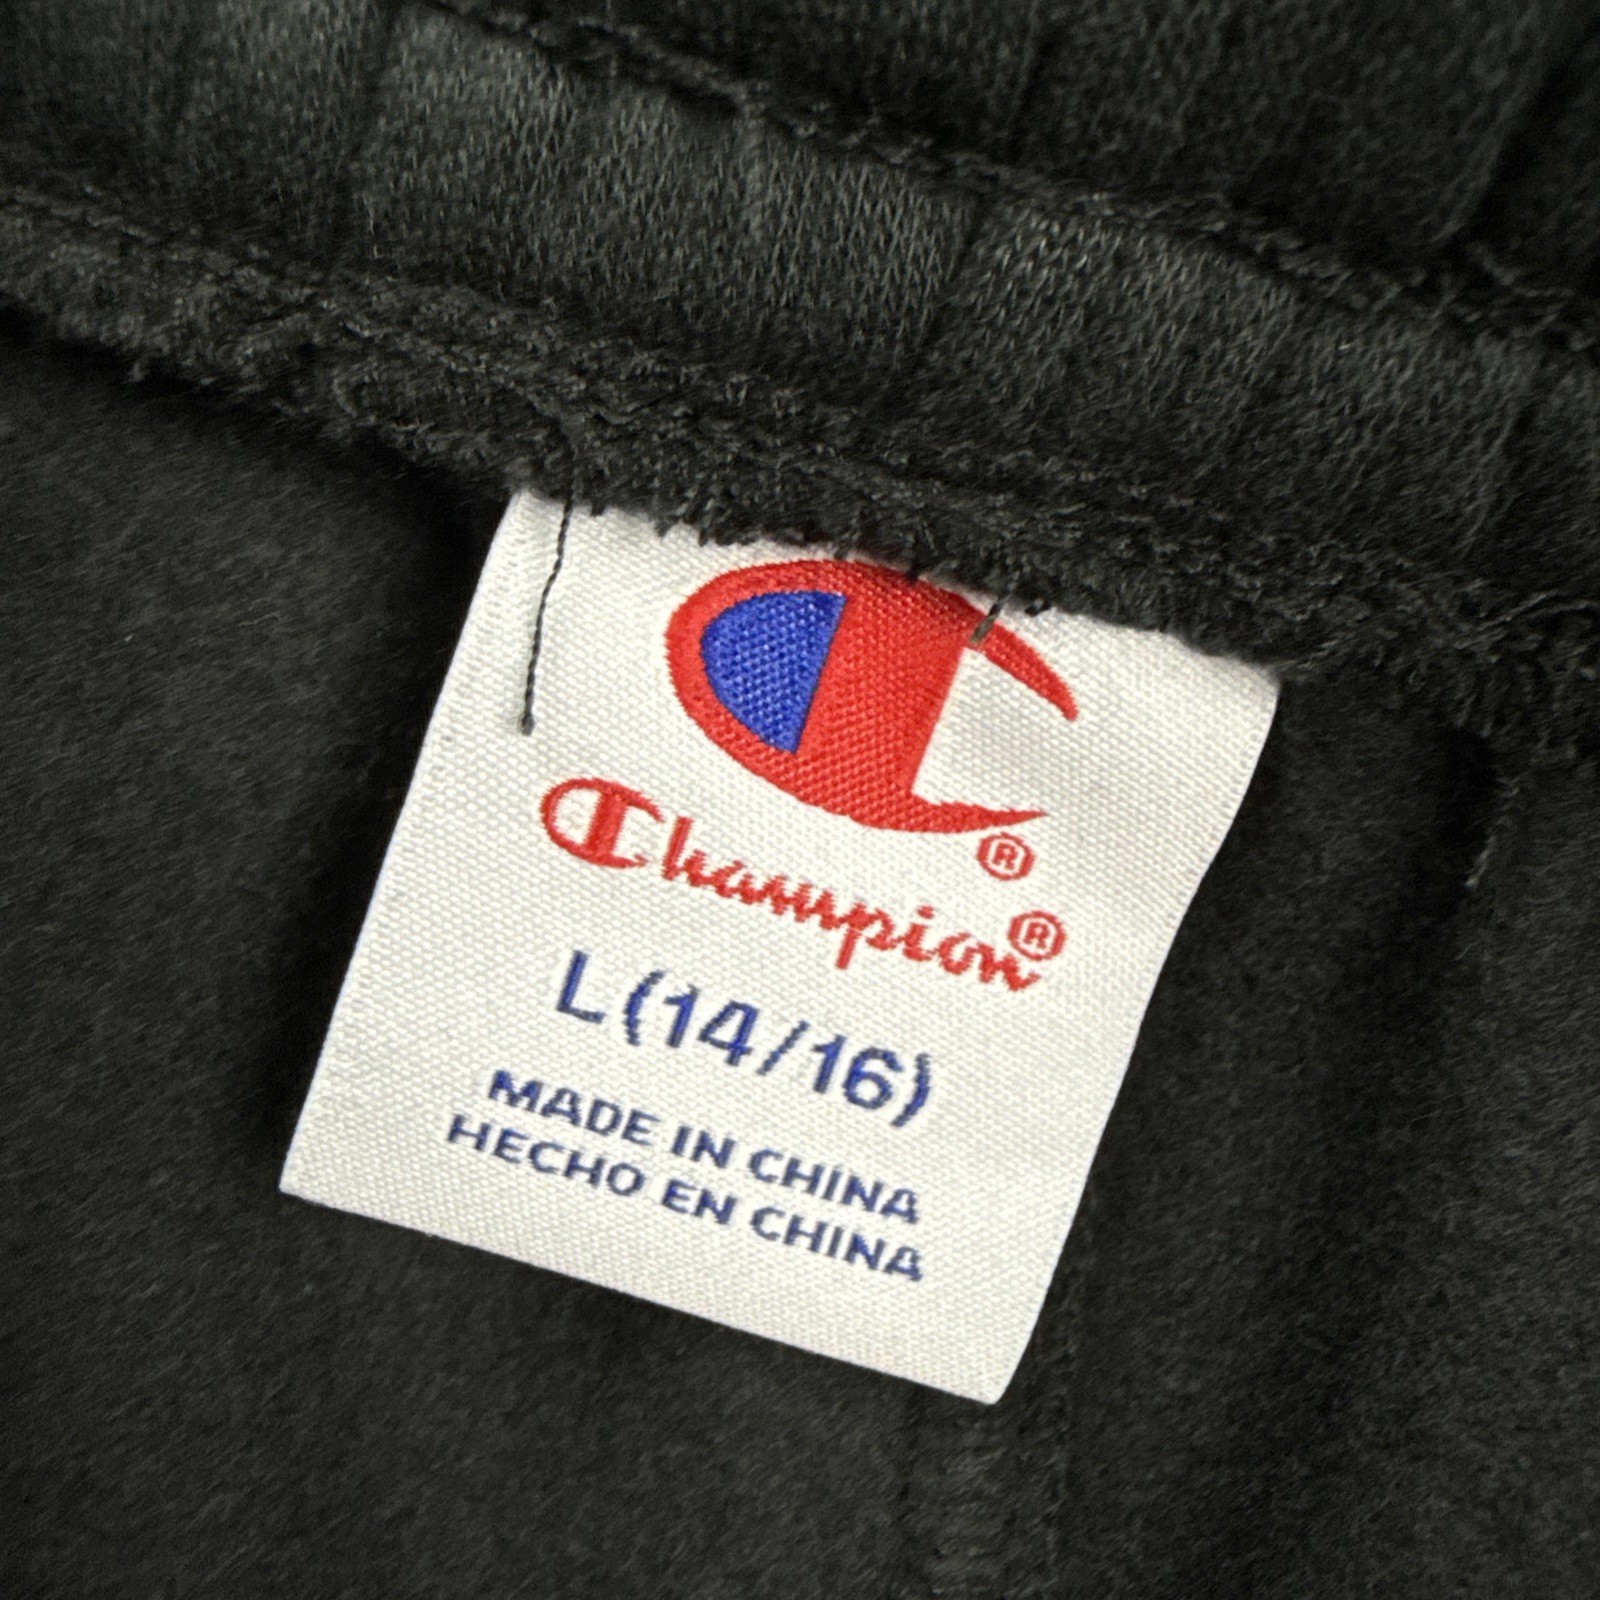 ®
Champion®
L(14/16)
MADE IN CHINA
HECHO EN CHINA